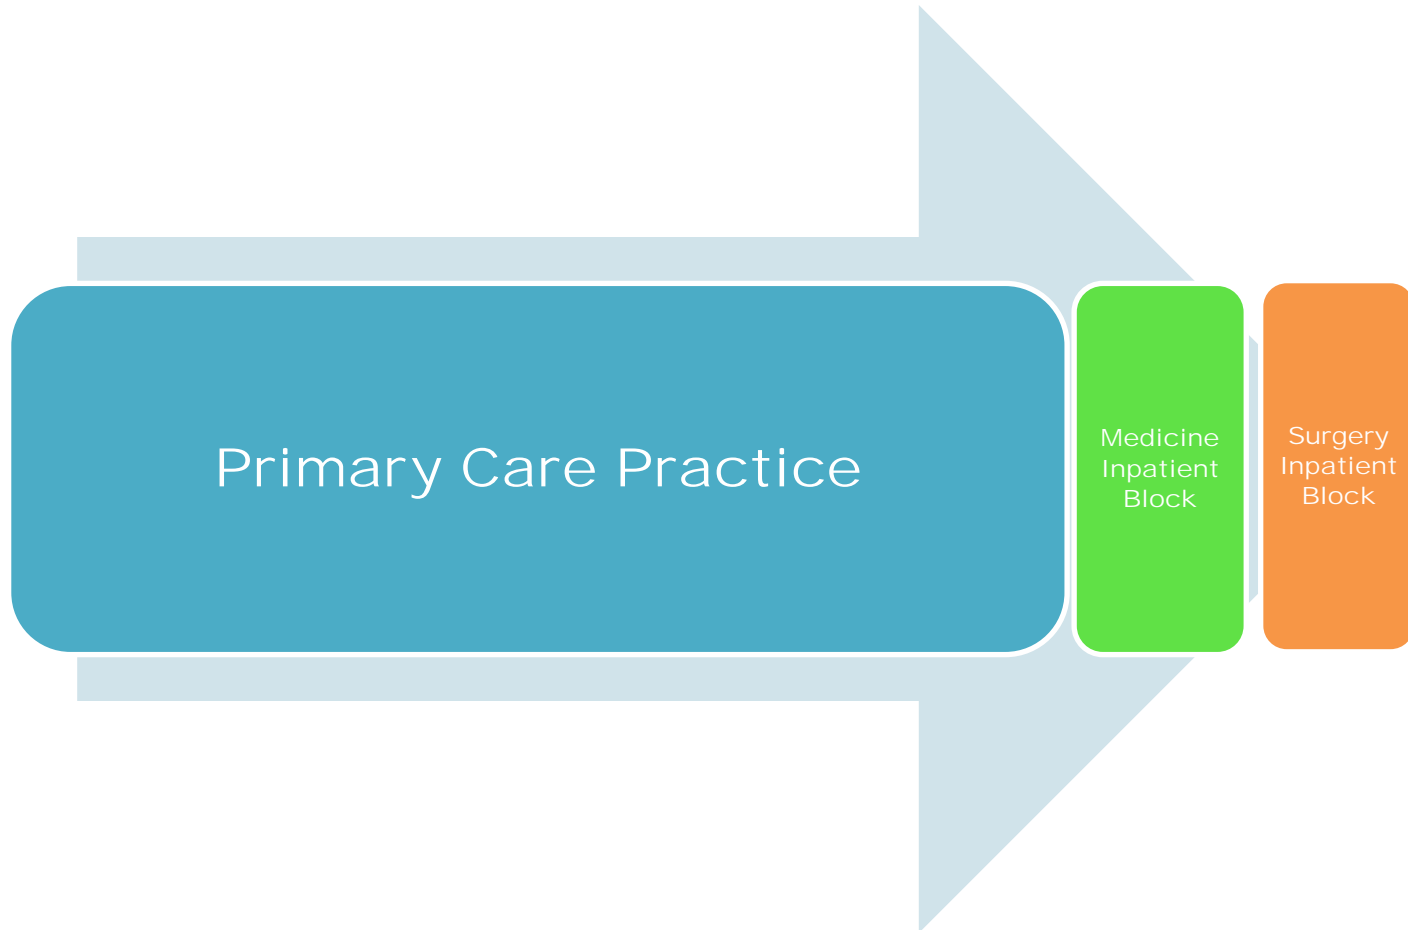 Primary Care Practice
Medicine
Inpatient
Block
Surgery
Inpatient
Block